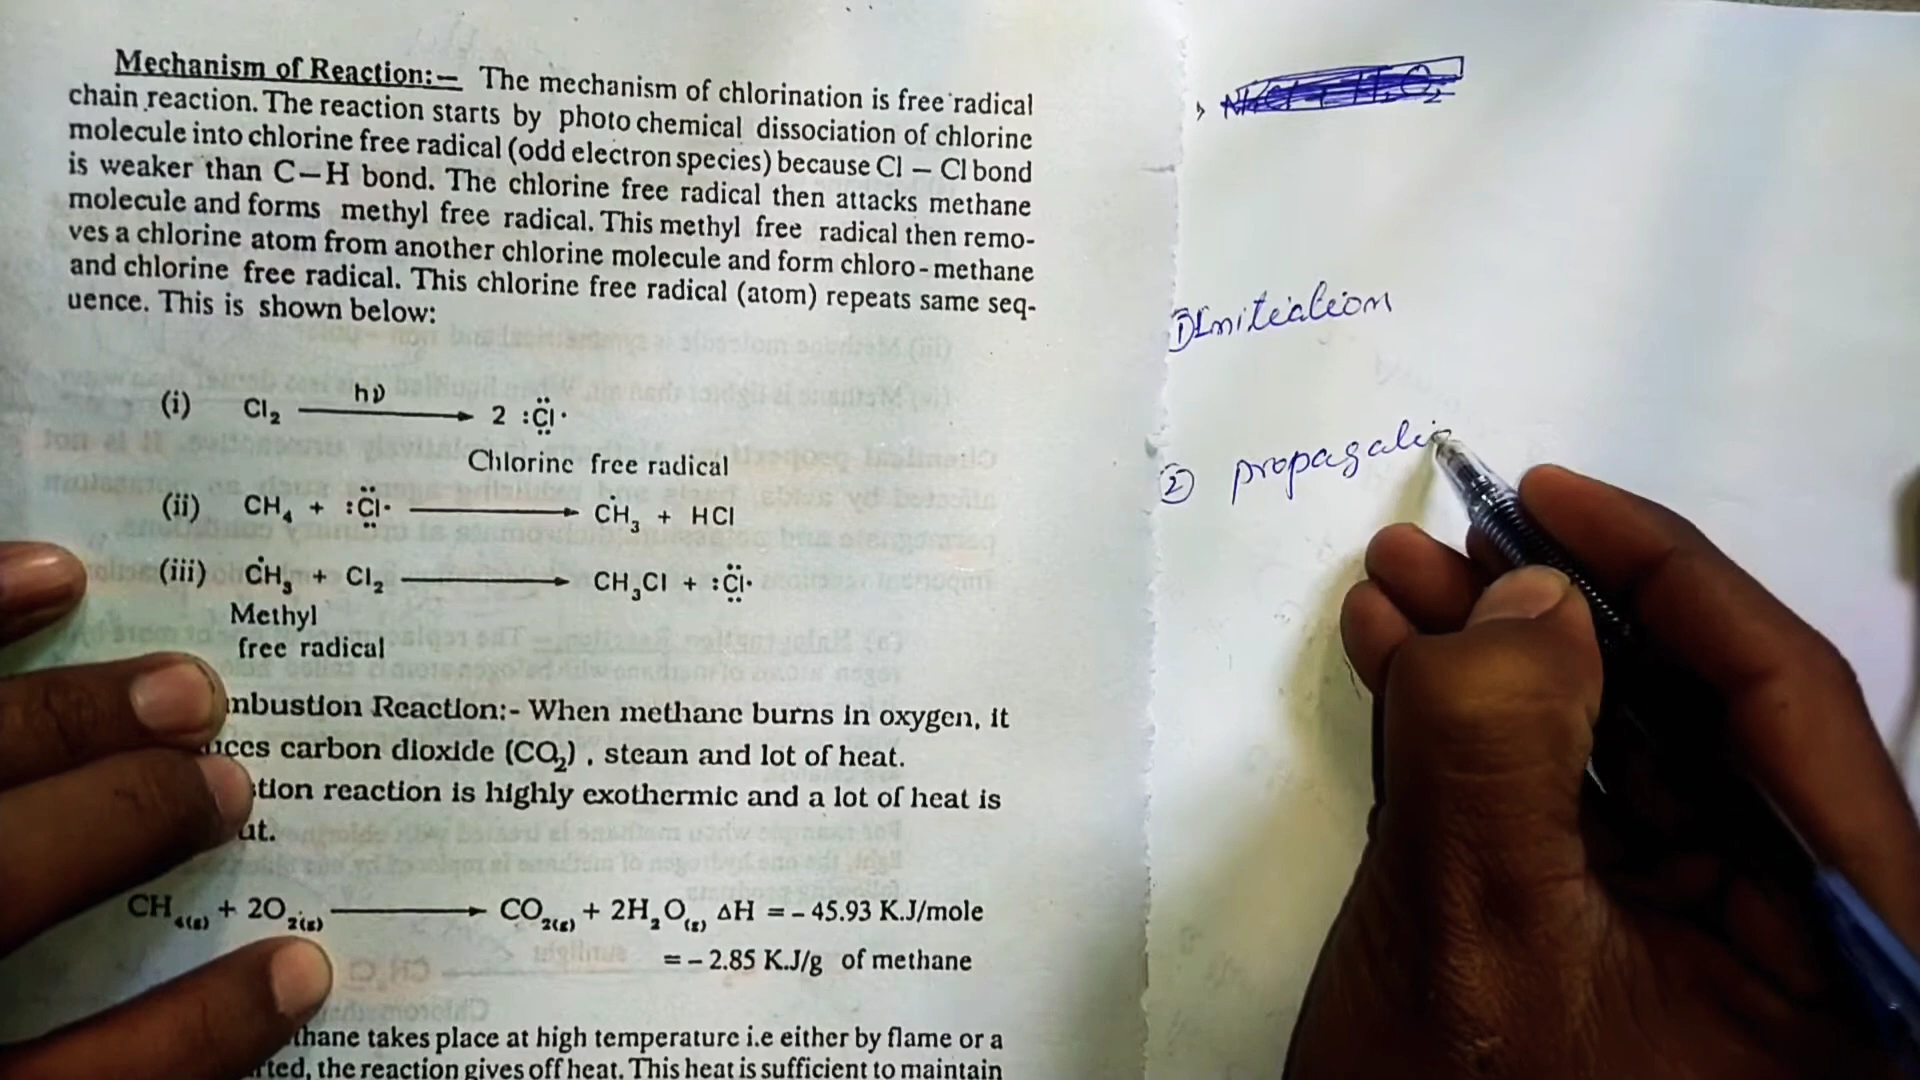 Mechanism of Reaction:— The mechanism of chlorination is free radical
chain reaction. The reaction starts by photo chemical dissociation of chlorine
molecule into chlorine free radical (odd electron species) because Cl – Cl bond
is weaker than C–H bond. The chlorine free radical then attacks methane
molecule and forms methyl free radical. This methyl free radical then remo-
ves a chlorine atom from another chlorine molecule and form chloro-methane
and chlorine free radical. This chlorine free radical (atom) repeats same seq-
uence. This is shown below:
(i) Cl₂ —hν→ 2 :C̈l·
Chlorine free radical
(ii) CH₄ + :C̈l· ⟶ ĊH₃ + HCl
(iii) ĊH₃ + Cl₂ ⟶ CH₃Cl + :C̈l·
Methyl
free radical
mbustion Reaction:- When methane burns in oxygen, it
uces carbon dioxide (CO₂), steam and lot of heat.
tion reaction is highly exothermic and a lot of heat is
ut.
CH₄(g) + 2O₂(g) ⟶ CO₂(g) + 2H₂O(g) ΔH = – 45.93 K.J/mole
= – 2.85 K.J/g of methane
thane takes place at high temperature i.e either by flame or a
rted, the reaction gives off heat. This heat is sufficient to maintain
① Initiation
② propagati